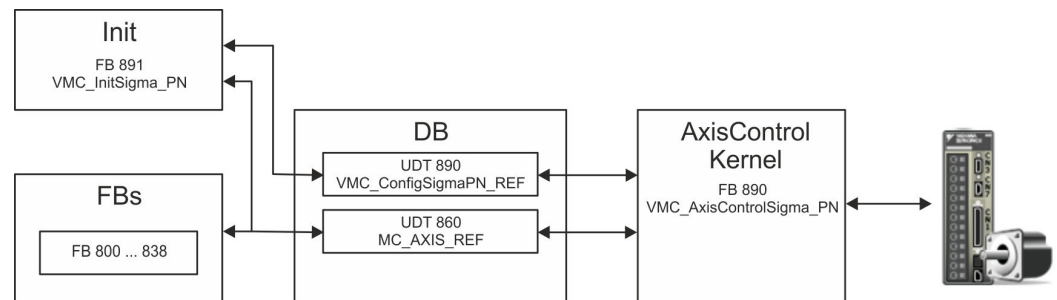 Init
FB 891
VMC_InitSigma_PN
FBs
FB 800 ... 838
DB
UDT 890
VMC_ConfigSigmaPN_REF
UDT 860
MC_AXIS_REF
AxisControl
Kernel
FB 890
VMC_AxisControlSigma_PN